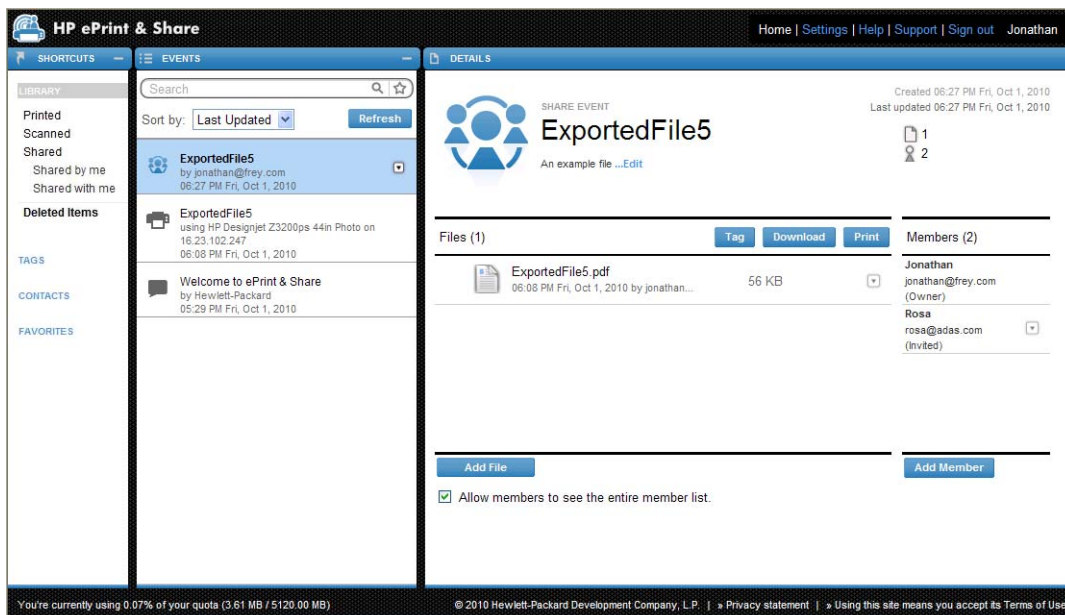 HP ePrint & Share
Home | Settings | Help | Support | Sign out Jonathan
SHORTCUTS
LIBRARY
Printed
Scanned
Shared
Shared by me
Shared with me
Deleted Items
TAGS
CONTACTS
FAVORITES
EVENTS
Search
Sort by: Last Updated Refresh
ExportedFile5
by jonathan@frey.com
06:27 PM Fri, Oct 1, 2010
ExportedFile5
using HP Designjet Z3200ps 44in Photo on
16.23.102.247
06:08 PM Fri, Oct 1, 2010
Welcome to ePrint & Share
by Hewlett-Packard
05:29 PM Fri, Oct 1, 2010
DETAILS
Created 06:27 PM Fri, Oct 1, 2010
Last updated 06:27 PM Fri, Oct 1, 2010
SHARE EVENT
ExportedFile5
An example file ...Edit
1
2
Files (1) Tag Download Print
ExportedFile5.pdf
06:08 PM Fri, Oct 1, 2010 by jonathan...
56 KB
Add File
Allow members to see the entire member list.
Members (2)
Jonathan
jonathan@frey.com
(Owner)
Rosa
rosa@adas.com
(Invited)
Add Member
You're currently using 0.07% of your quota (3.61 MB / 5120.00 MB)
© 2010 Hewlett-Packard Development Company, L.P. | » Privacy statement | » Using this site means you accept its Terms of Use